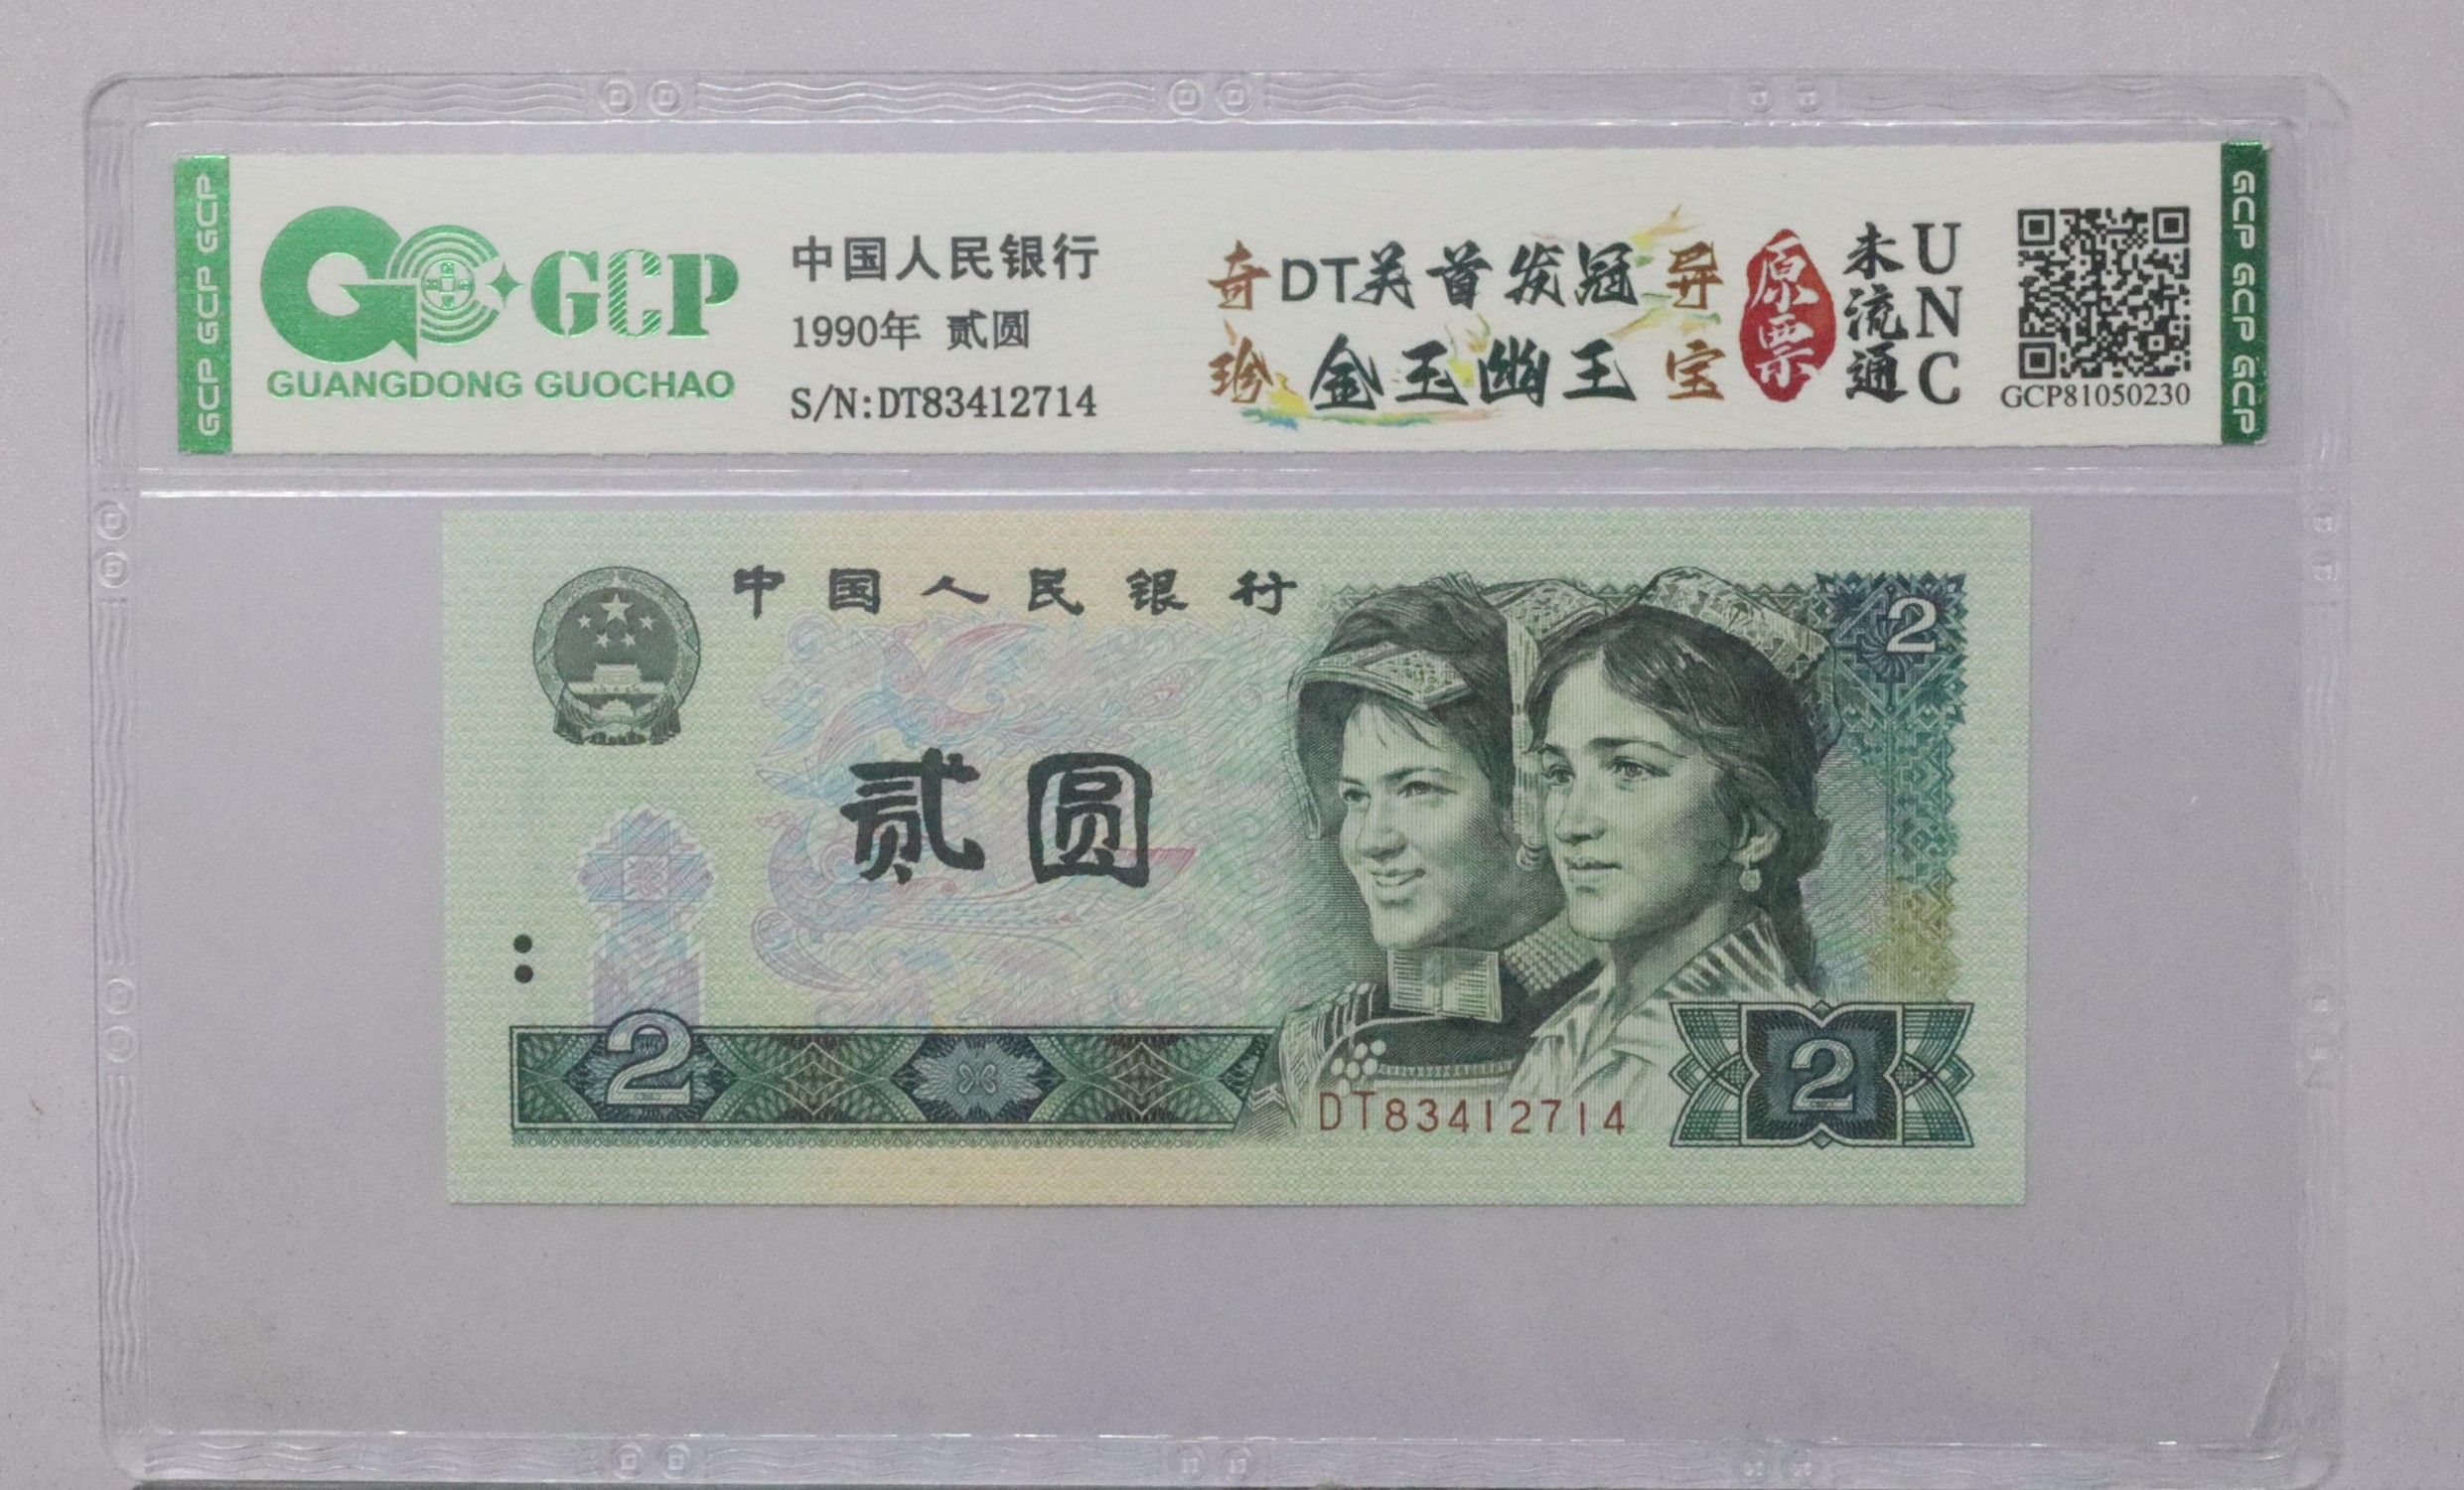 GCP GCP GCP
GCP
GUANGDONG GUOCHAO
中国人民银行
1990年 贰圆
S/N:DT83412714
奇DT关首发冠异
珍金玉幽王宝
原票
未流通
UNC
GCP81050230
GCP GCP GCP
中国人民银行
2
贰圆
2
DT83412714
2